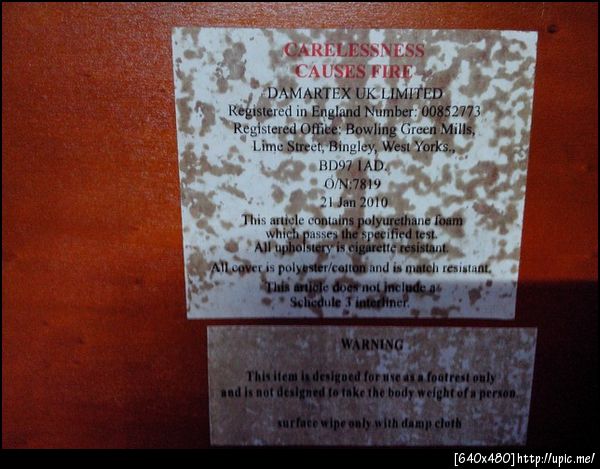 CARELESSNESS
CAUSES FIRE
DAMARTEX UK LIMITED
Registered in England Number: 00852773
Registered Office: Bowling Green Mills,
Lime Street, Bingley, West Yorks.,
BD97 1AD.
O/N:7819
21 Jan 2010
This article contains polyurethane foam
which passes the specified test.
All upholstery is cigarette resistant.
All cover is polyester/cotton and is match resistant.
This article does not include a
Schedule 3 interliner.
WARNING
This item is designed for use as a footrest only
and is not designed to take the body weight of a person.
surface wipe only with damp cloth
[640x480]http://upic.me/